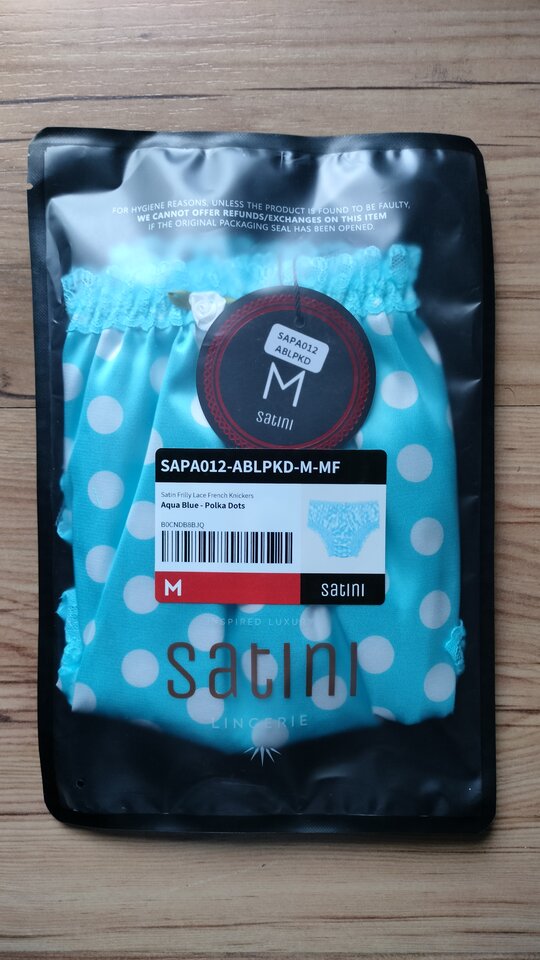 FOR HYGIENE REASONS, UNLESS THE PRODUCT IS FOUND TO BE FAULTY,
WE CANNOT OFFER REFUNDS/EXCHANGES ON THIS ITEM
IF THE ORIGINAL PACKAGING SEAL HAS BEEN OPENED
SAPA012
ABLPKD
M
satini
SAPA012-ABLPKD-M-MF
Satin Frilly Lace French Knickers
Aqua Blue - Polka Dots
B0CNDB8BJQ
M
satini
SPIRED LUXUR
satini
LINGERIE